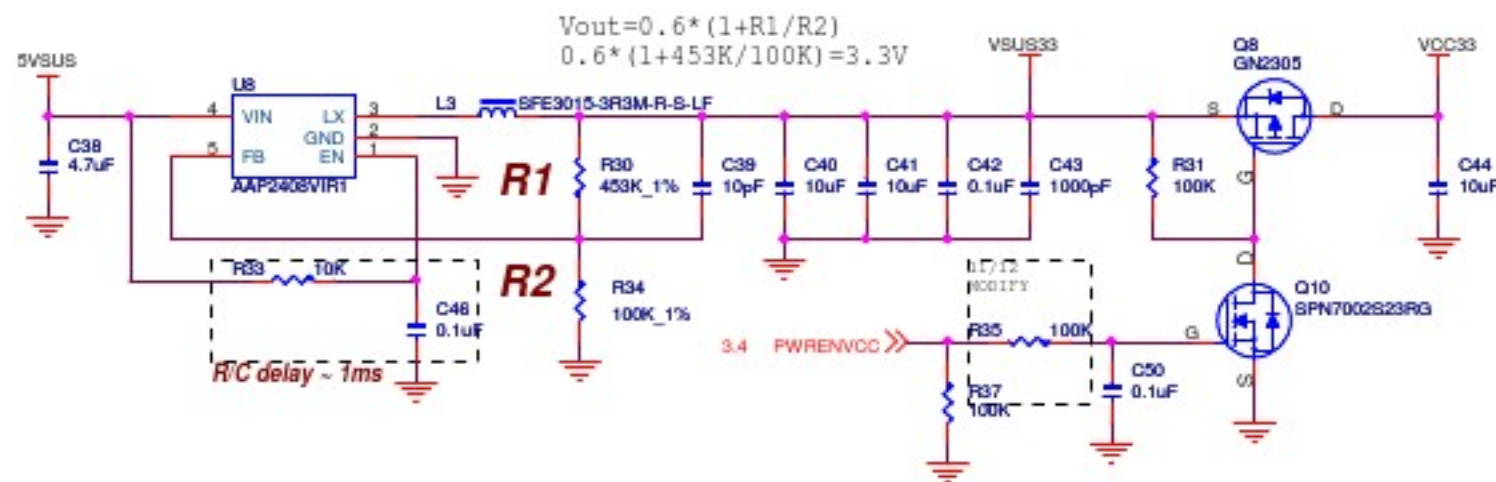 Vout=0.6*(1+R1/R2)
0.6*(1+453K/100K)=3.3V
5VSUS
VSUS33
Q8
GN2305
VCC33
U8
4
VIN
LX
3
GND
2
5
FB
EN
1
AAP2408VIR1
L3
SFE3015-3R3M-R-S-LF
S
D
G
C38
4.7uF
R1
R30
453K_1%
C39
10pF
C40
10uF
C41
10uF
C42
0.1uF
C43
1000pF
R31
100K
C44
10uF
R33
10K
C46
0.1uF
R/C delay ~ 1ms
R2
R34
100K_1%
11/12
MODIFY
D
Q10
SPN7002S23RG
3,4 PWRENVCC
R35
100K
G
S
R37
100K
C50
0.1uF